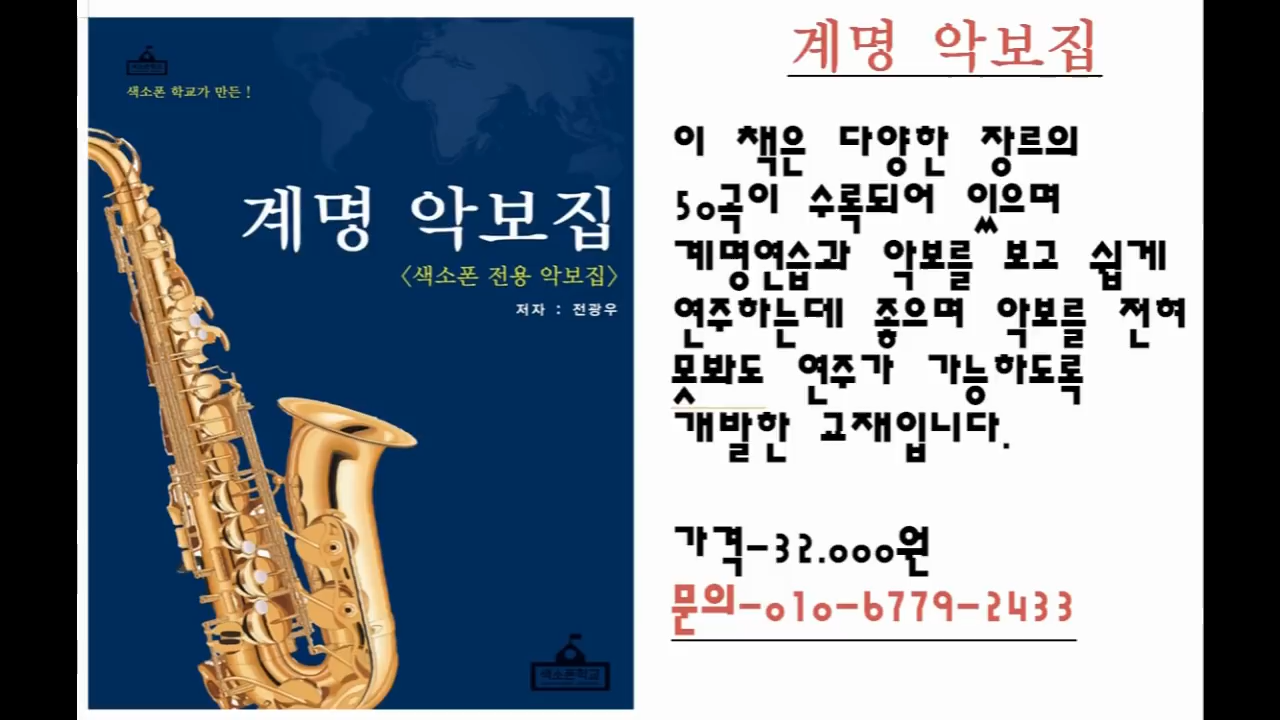 색소폰 학교가 만든!
계명 악보집
<색소폰 전용 악보집>
저자 : 전광우
색소폰학교
계명 악보집
이 책은 다양한 장르의
50곡이 수록되어 있으며
계명연습과 악보를 보고 쉽게
연주하는데 좋으며 악보를 전혀
못봐도 연주가 가능하도록
개발한 교재입니다.
가격-32.000원
문의-010-6779-2433